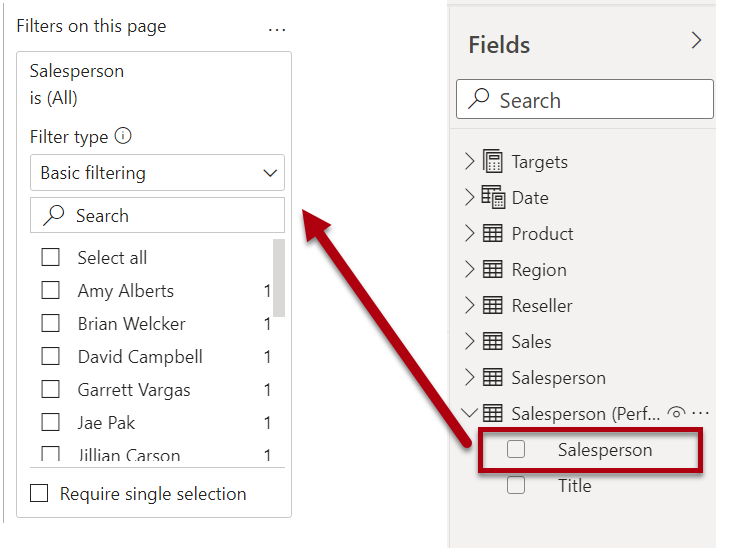 Filters on this page
...
Salesperson
is (All)
Filter type
Basic filtering
Search
Select all
Amy Alberts 1
Brian Welcker 1
David Campbell 1
Garrett Vargas 1
Jae Pak 1
Jillian Carson 1
Require single selection
Fields
Search
Targets
Date
Product
Region
Reseller
Sales
Salesperson
Salesperson (Perf... ...
Salesperson
Title